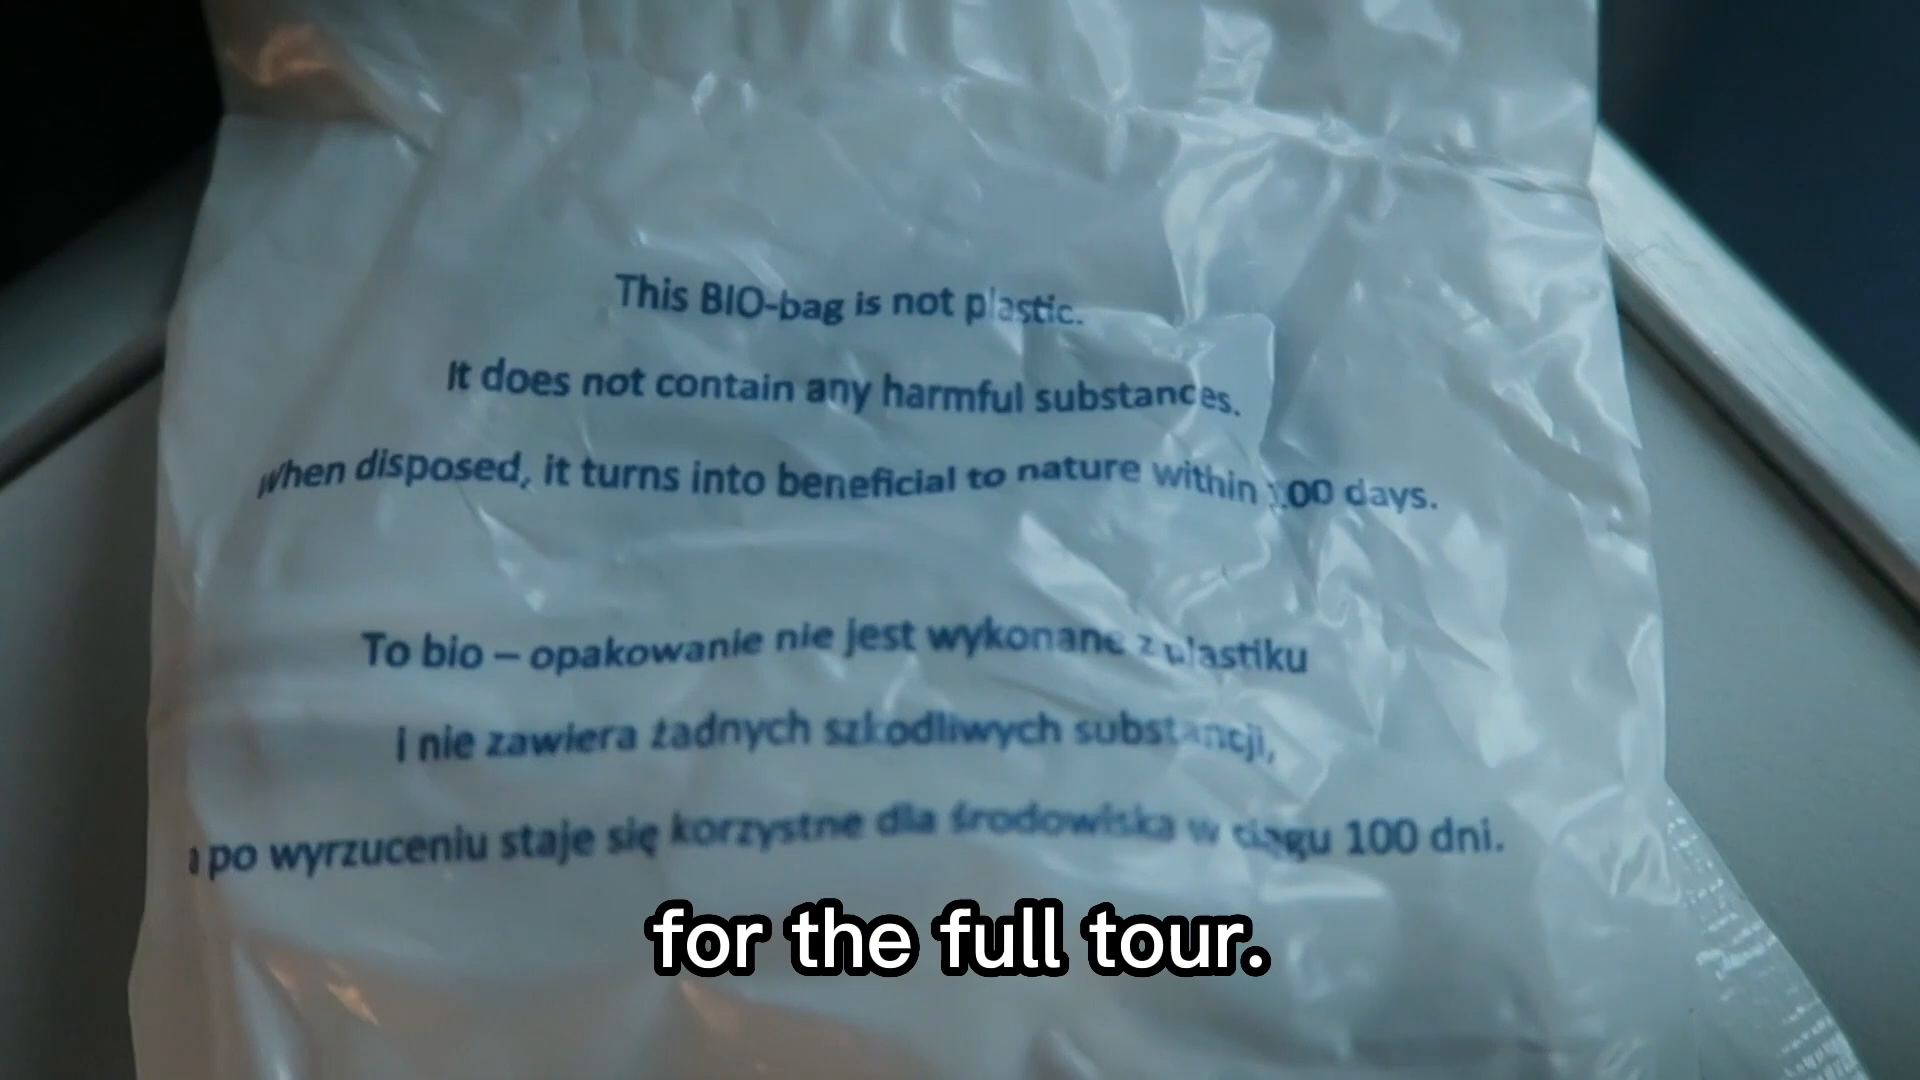 This BIO-bag is not plastic.
It does not contain any harmful substances.
When disposed, it turns into beneficial to nature within 100 days.
To bio – opakowanie nie jest wykonane z plastiku
i nie zawiera żadnych szkodliwych substancji,
a po wyrzuceniu staje się korzystne dla środowiska w ciągu 100 dni.
for the full tour.